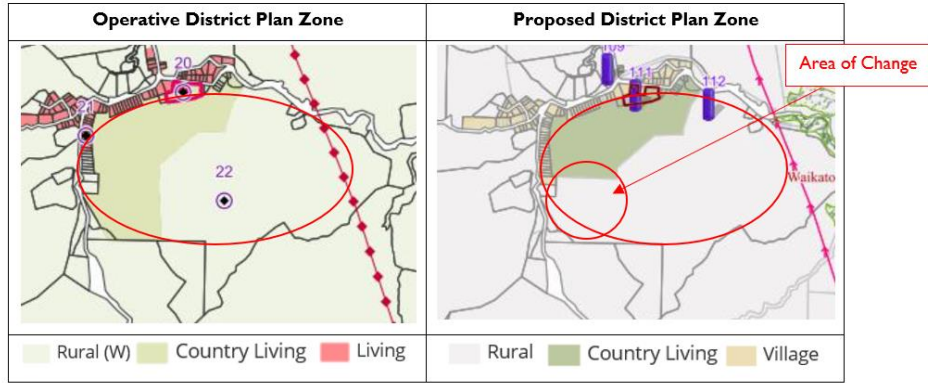 Operative District Plan Zone
Proposed District Plan Zone
Area of Change
20
21
22
109
111
112
Waikato
Rural (W) Country Living Living
Rural Country Living Village